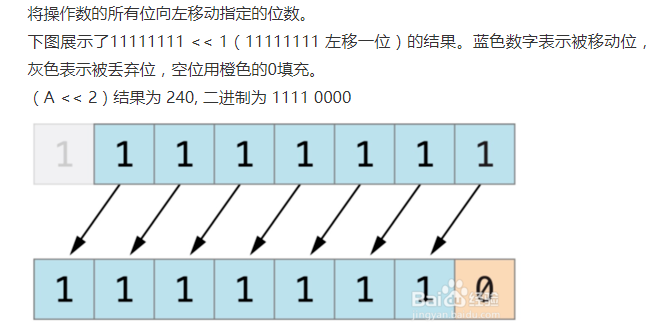 将操作数的所有位向左移动指定的位数。
下图展示了11111111 << 1（11111111 左移一位）的结果。蓝色数字表示被移动位，
灰色表示被丢弃位，空位用橙色的0填充。
（A << 2）结果为 240, 二进制为 1111 0000
1 1 1 1 1 1 1 1
1 1 1 1 1 1 1 0
Baidu 经验
jingyan.baidu.com